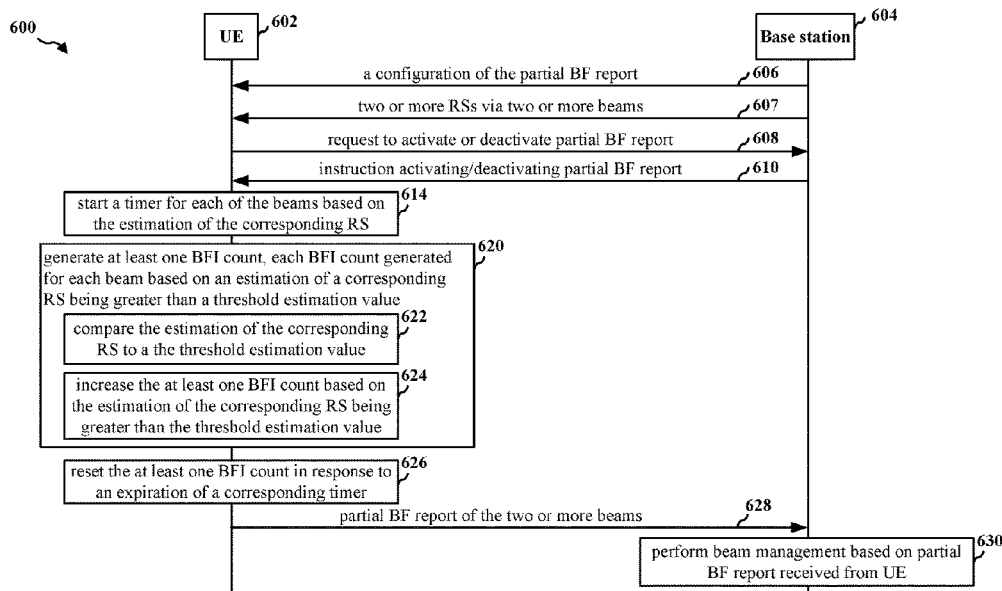 600
UE
602
Base station
604
a configuration of the partial BF report
606
two or more RSs via two or more beams
607
request to activate or deactivate partial BF report
608
instruction activating/deactivating partial BF report
610
start a timer for each of the beams based on
the estimation of the corresponding RS
614
generate at least one BFI count, each BFI count generated
for each beam based on an estimation of a corresponding
RS being greater than a threshold estimation value
620
compare the estimation of the corresponding
RS to a the threshold estimation value
622
increase the at least one BFI count based on
the estimation of the corresponding RS being
greater than the threshold estimation value
624
reset the at least one BFI count in response to
an expiration of a corresponding timer
626
partial BF report of the two or more beams
628
perform beam management based on partial
BF report received from UE
630